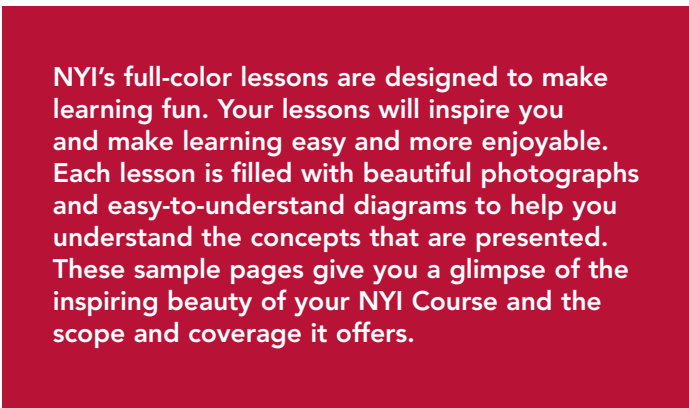 NYI's full-color lessons are designed to make
learning fun. Your lessons will inspire you
and make learning easy and more enjoyable.
Each lesson is filled with beautiful photographs
and easy-to-understand diagrams to help you
understand the concepts that are presented.
These sample pages give you a glimpse of the
inspiring beauty of your NYI Course and the
scope and coverage it offers.